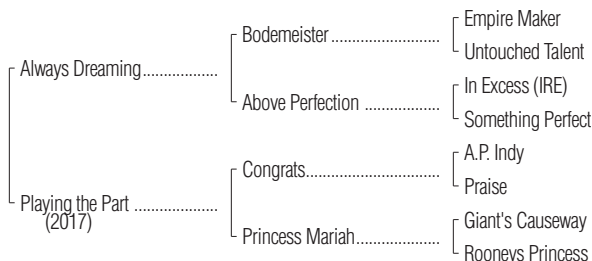 Empire Maker
Bodemeister
Untouched Talent
Always Dreaming
In Excess (IRE)
Above Perfection
Something Perfect
A.P. Indy
Congrats
Praise
Playing the Part
(2017)
Giant's Causeway
Princess Mariah
Rooneys Princess